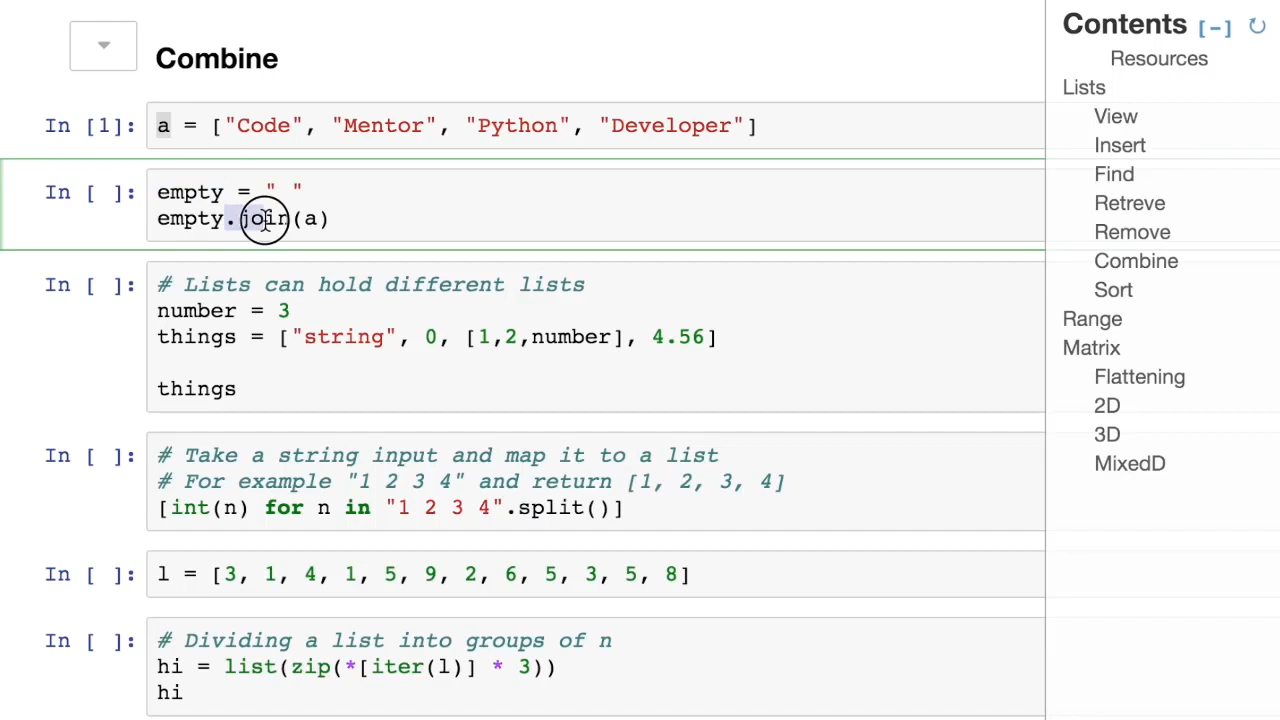 Combine
In [1]: a = ["Code", "Mentor", "Python", "Developer"]
In [ ]: empty = " "
empty.join(a)
In [ ]: # Lists can hold different lists
number = 3
things = ["string", 0, [1,2,number], 4.56]
things
In [ ]: # Take a string input and map it to a list
# For example "1 2 3 4" and return [1, 2, 3, 4]
[int(n) for n in "1 2 3 4".split()]
In [ ]: l = [3, 1, 4, 1, 5, 9, 2, 6, 5, 3, 5, 8]
In [ ]: # Dividing a list into groups of n
hi = list(zip(*[iter(l)] * 3))
hi
Contents [-] ↻
Resources
Lists
View
Insert
Find
Retreve
Remove
Combine
Sort
Range
Matrix
Flattening
2D
3D
MixedD